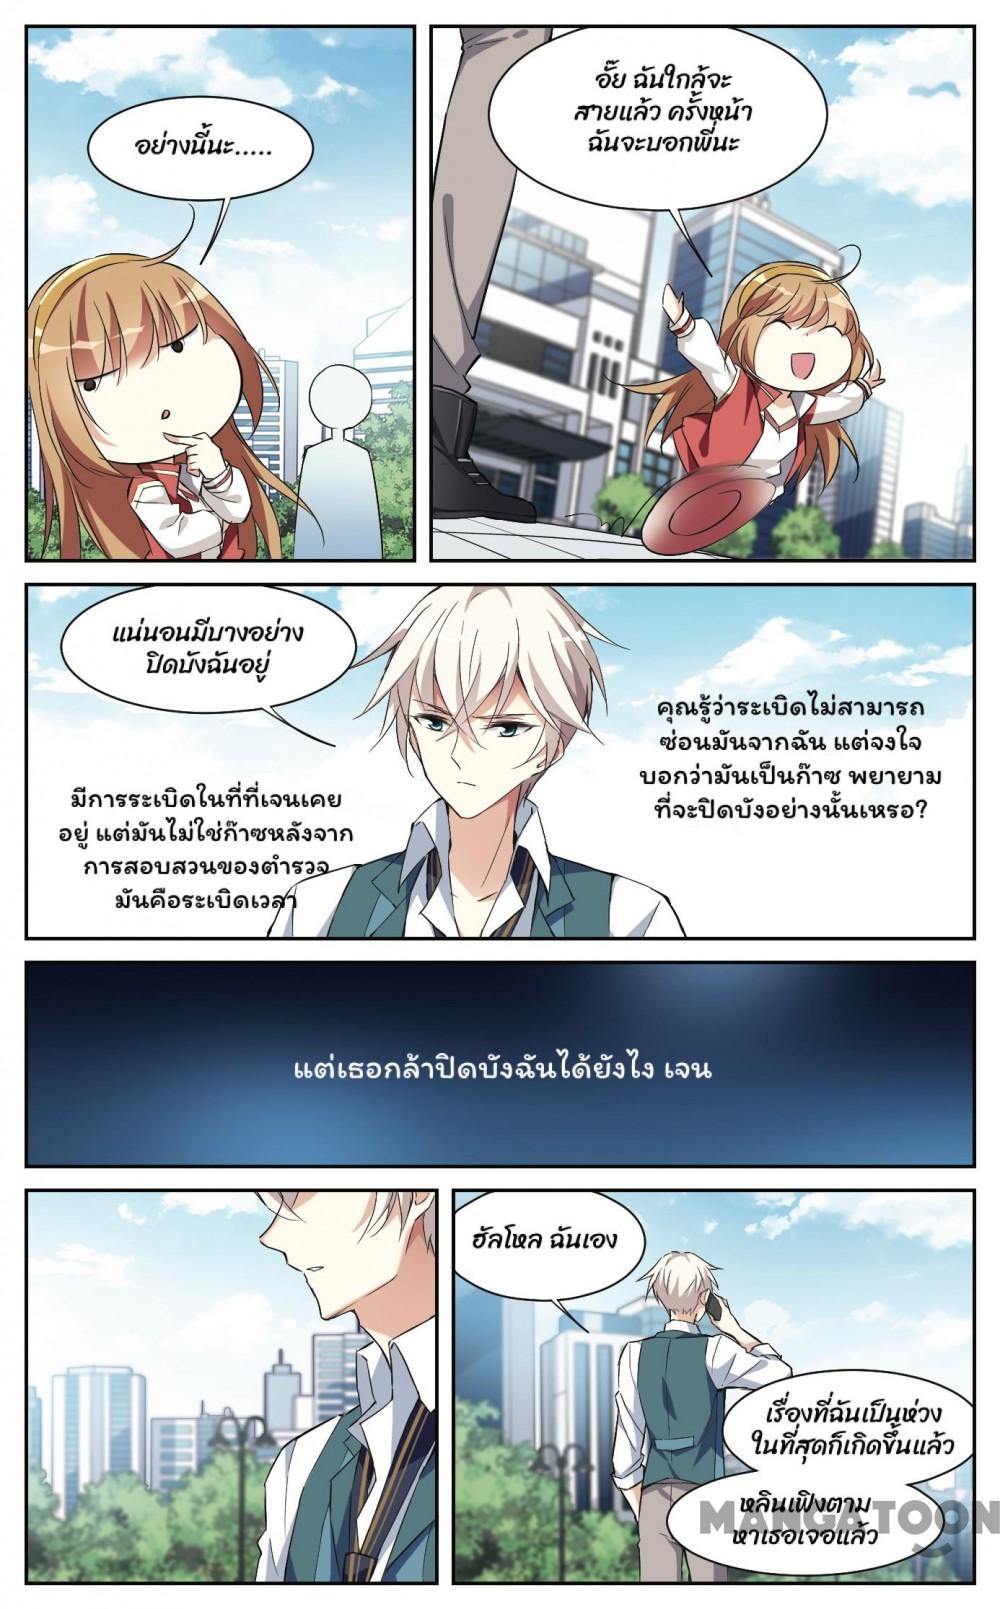 อย่างนี้นะ.....
อั๊ย ฉันใกล้จะ
สายแล้ว ครั้งหน้า
ฉันจะบอกพี่นะ
แน่นอนมีบางอย่าง
ปิดบังฉันอยู่
คุณรู้ว่าระเบิดไม่สามารถ
ซ่อนมันจากฉัน แต่จงใจ
บอกว่ามันเป็นก๊าซ พยายาม
ที่จะปิดบังอย่างนั้นเหรอ?
มีการระเบิดในที่ที่เจนเคย
อยู่ แต่มันไม่ใช่ก๊าซหลังจาก
การสอบสวนของตำรวจ
มันคือระเบิดเวลา
แต่เธอกล้าปิดบังฉันได้ยังไง เจน
ฮัลโหล ฉันเอง
เรื่องที่ฉันเป็นห่วง
ในที่สุดก็เกิดขึ้นแล้ว
หลินเฟิงตาม
หาเธอเจอแล้ว
MANGATOON